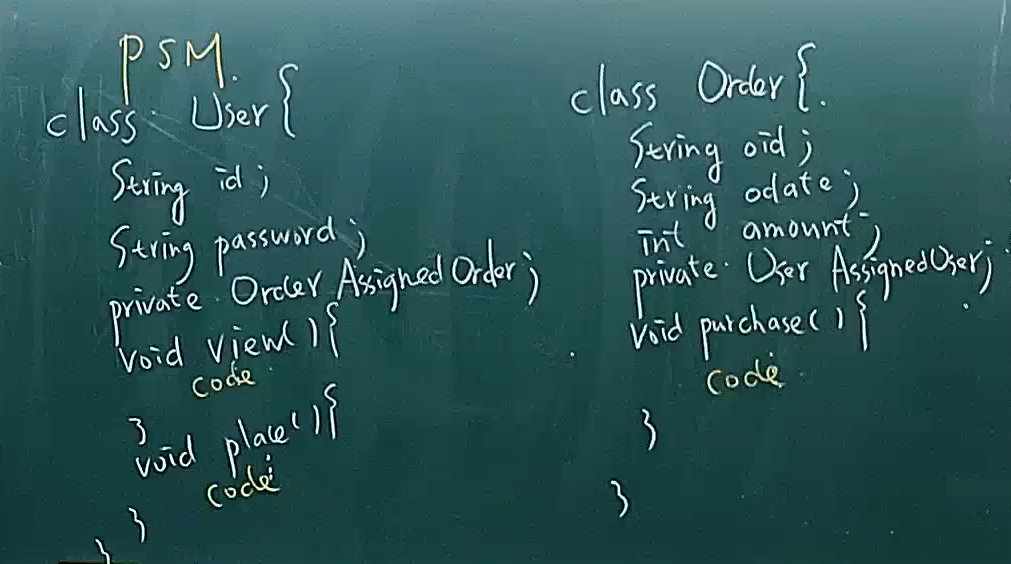 PSM.
class User{
String id;
String password;
private Order AssignedOrder;
void view(){
code
}
void place(){
code
}
}
class Order{
String oid;
String odate;
int amount;
private User AssignedUser;
void purchase(){
code
}
}